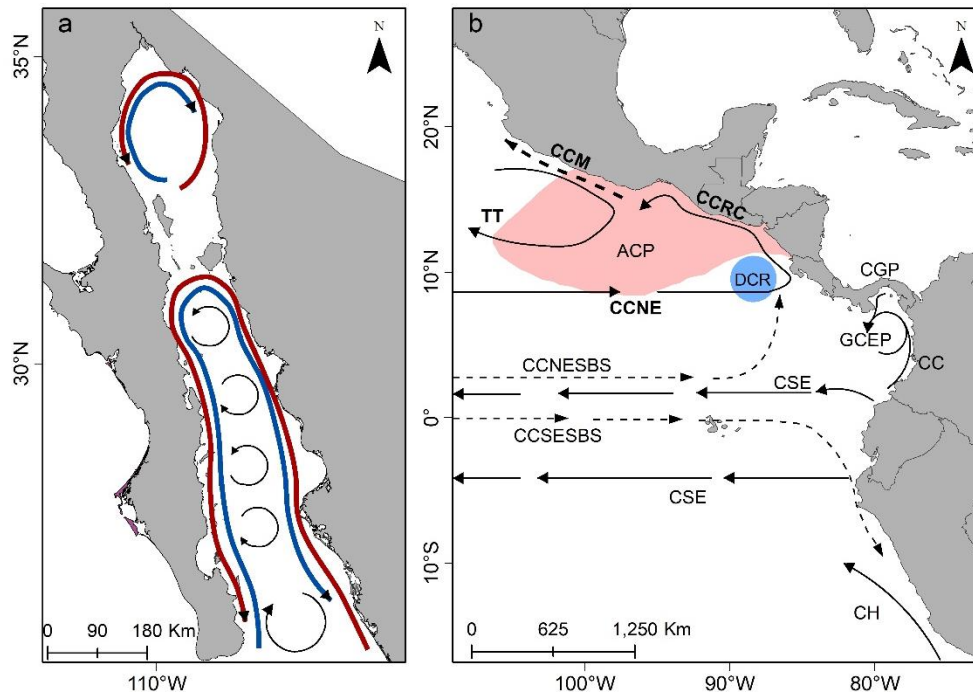 a
N
35°N
30°N
0 90 180 Km
110°W
b
N
20°N
10°N
0°
10°S
CCM
CCRC
TT
ACP
DCR
CGP
CCNE
GCEP
CC
CCNESBS
CSE
CCSESBS
CSE
CH
0 625 1,250 Km
100°W 90°W 80°W